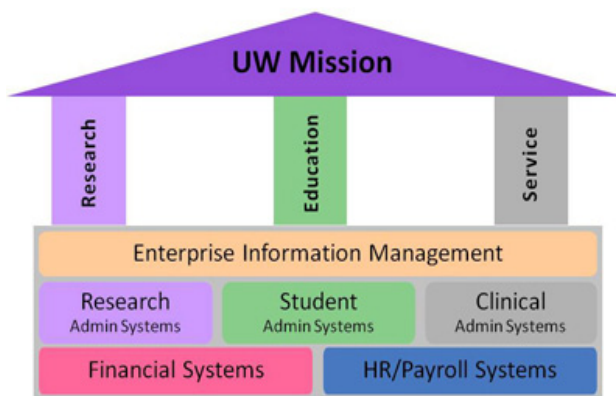 UW Mission
Research
Education
Service
Enterprise Information Management
Research
Admin Systems
Student
Admin Systems
Clinical
Admin Systems
Financial Systems
HR/Payroll Systems